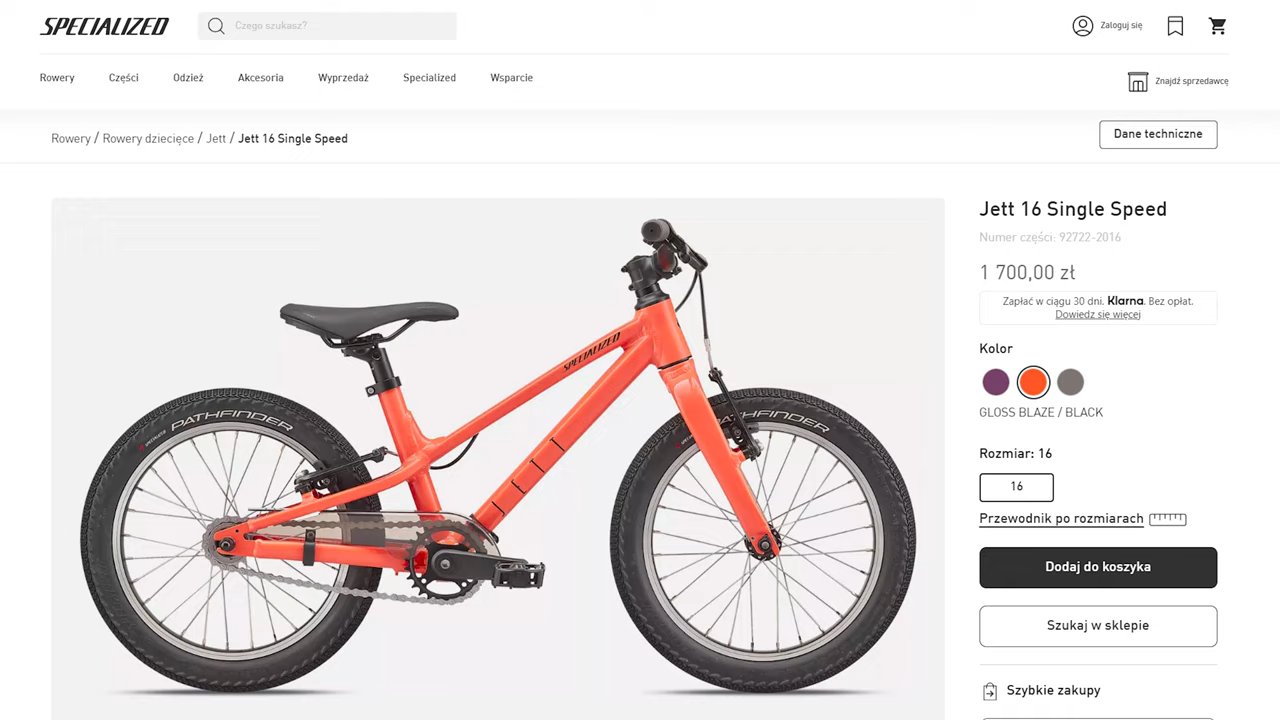 SPECIALIZED
Czego szukasz?
Zaloguj się
Rowery Części Odzież Akcesoria Wyprzedaż Specialized Wsparcie
Znajdź sprzedawcę
Rowery / Rowery dziecięce / Jett / Jett 16 Single Speed
Dane techniczne
SPECIALIZED
PATHFINDER
PATHFINDER
JETT
Jett 16 Single Speed
Numer części: 92722-2016
1 700,00 zł
Zapłać w ciągu 30 dni. Klarna. Bez opłat.
Dowiedz się więcej
Kolor
GLOSS BLAZE / BLACK
Rozmiar: 16
16
Przewodnik po rozmiarach
Dodaj do koszyka
Szukaj w sklepie
Szybkie zakupy